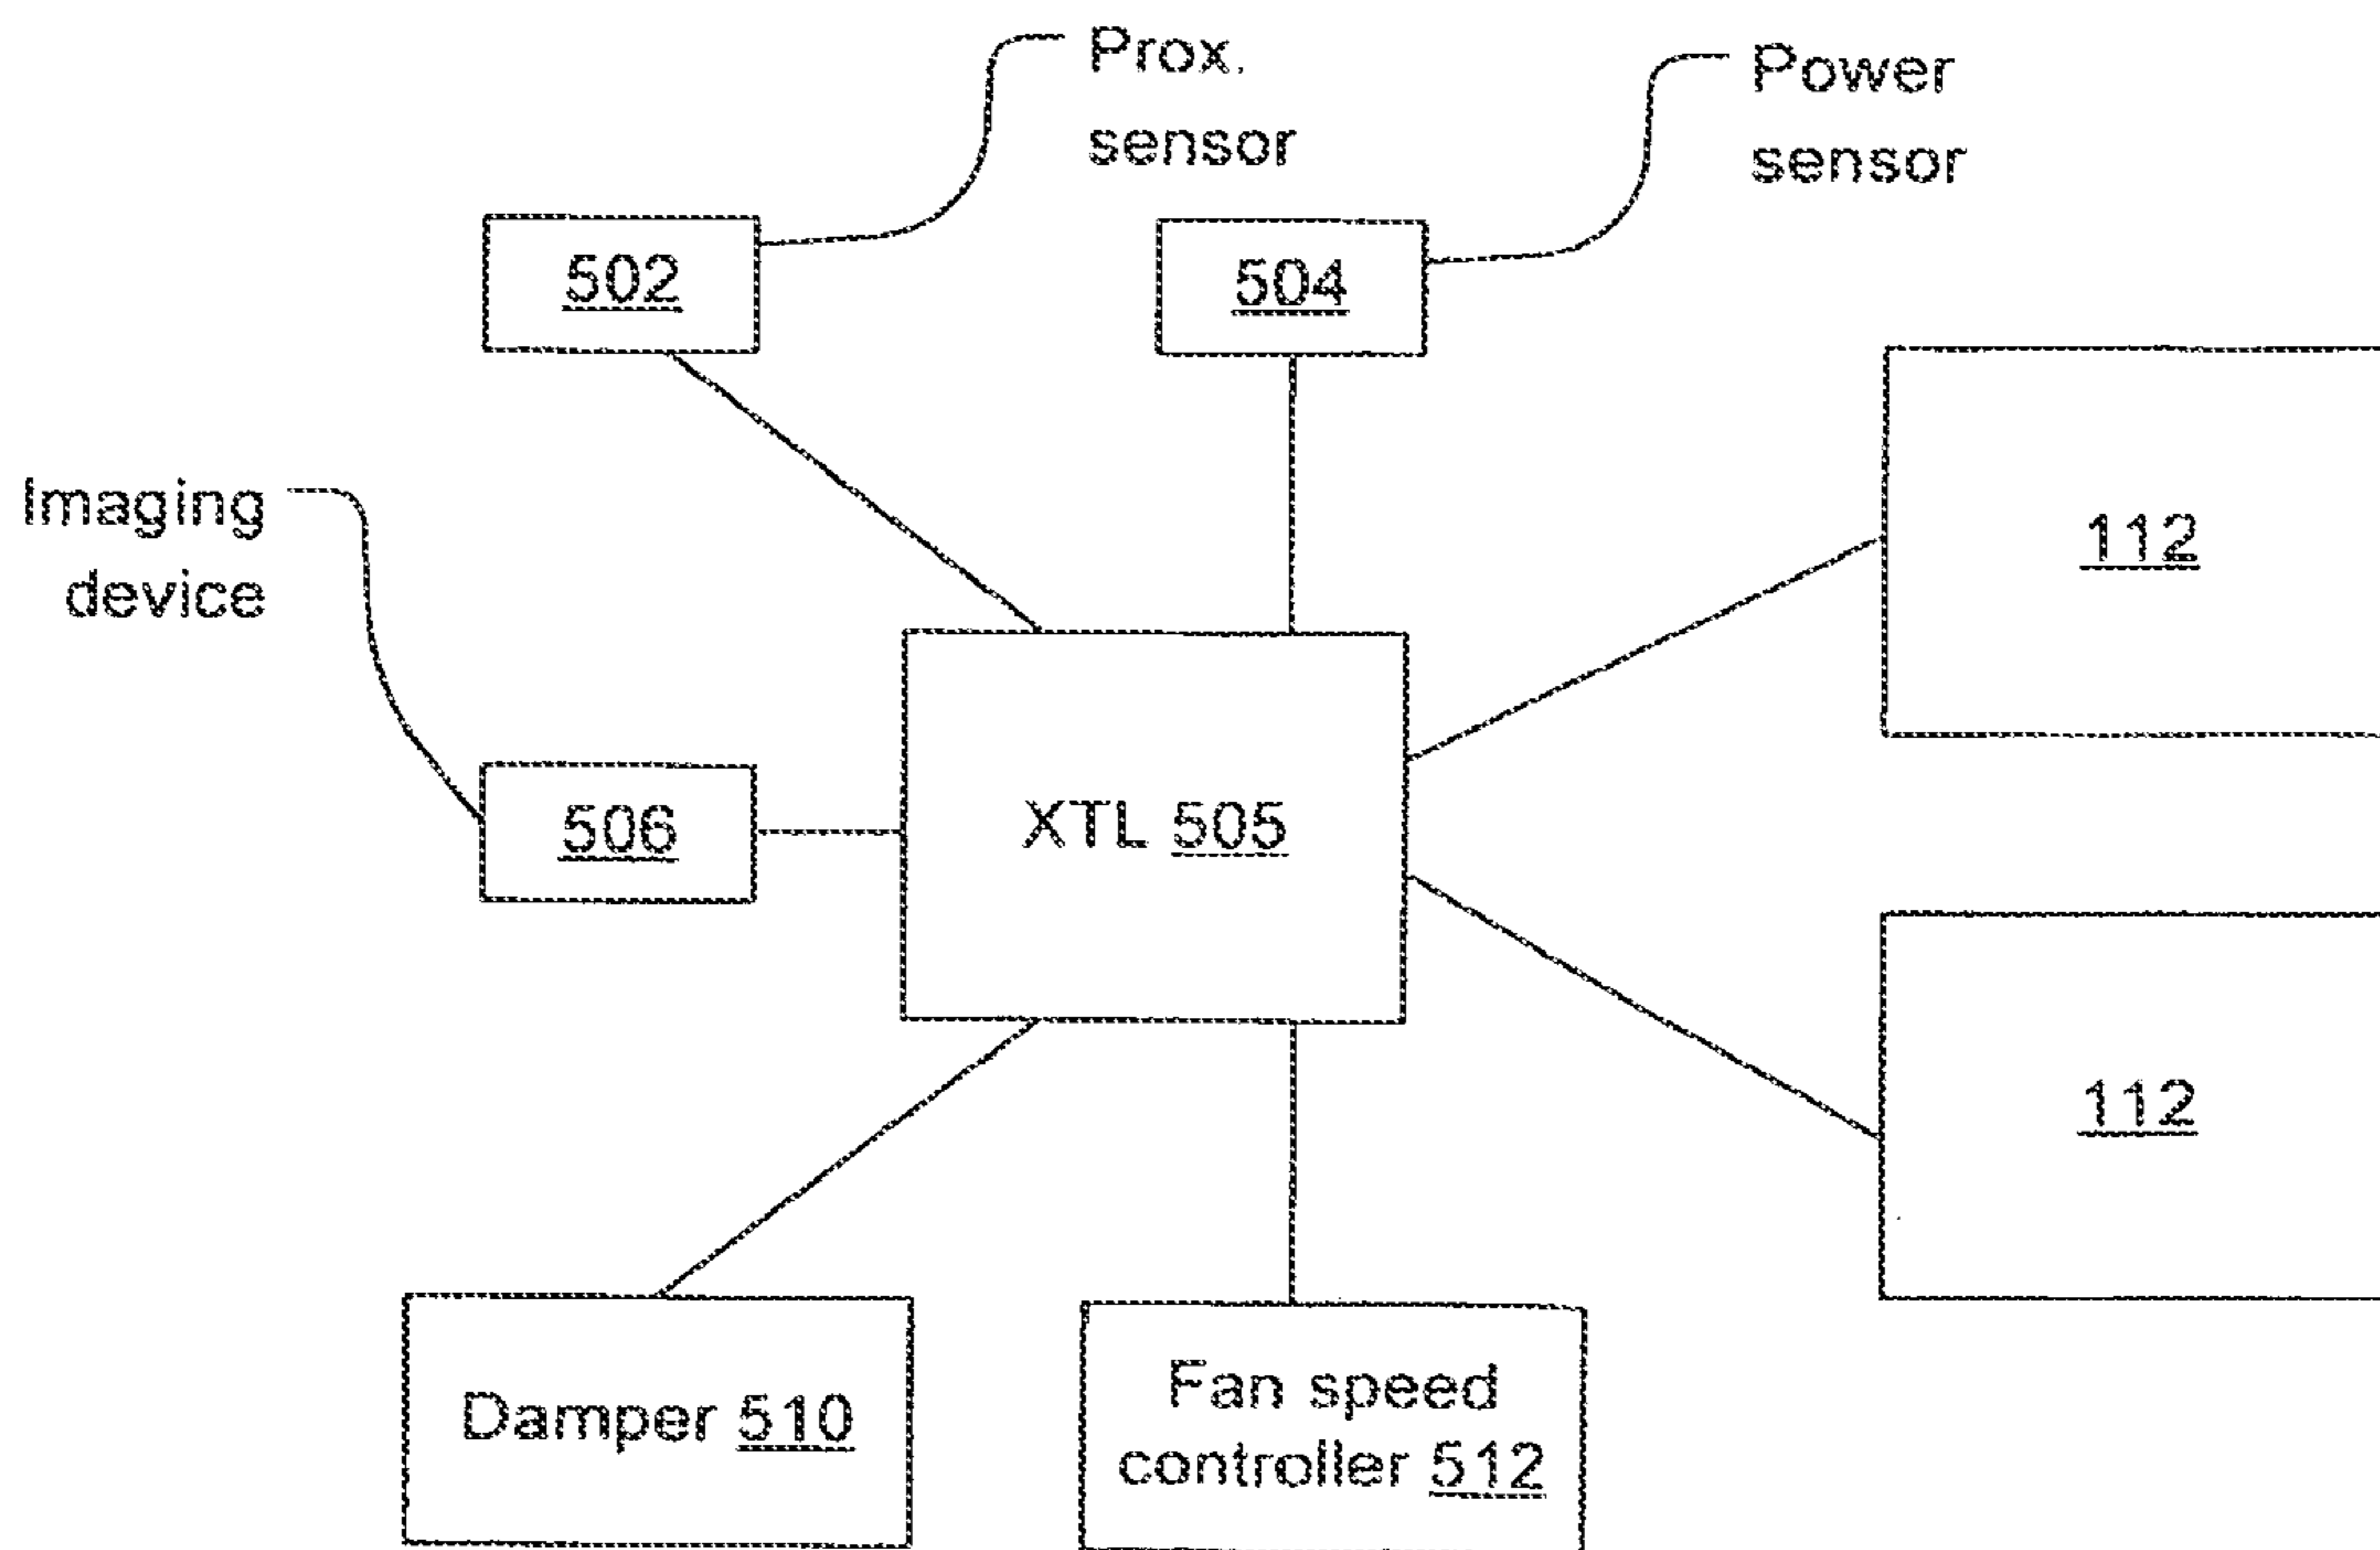 Prox.
sensor
Power
sensor
502
504
Imaging
device
112
506
XTL 505
112
Damper 510
Fan speed
controller 512